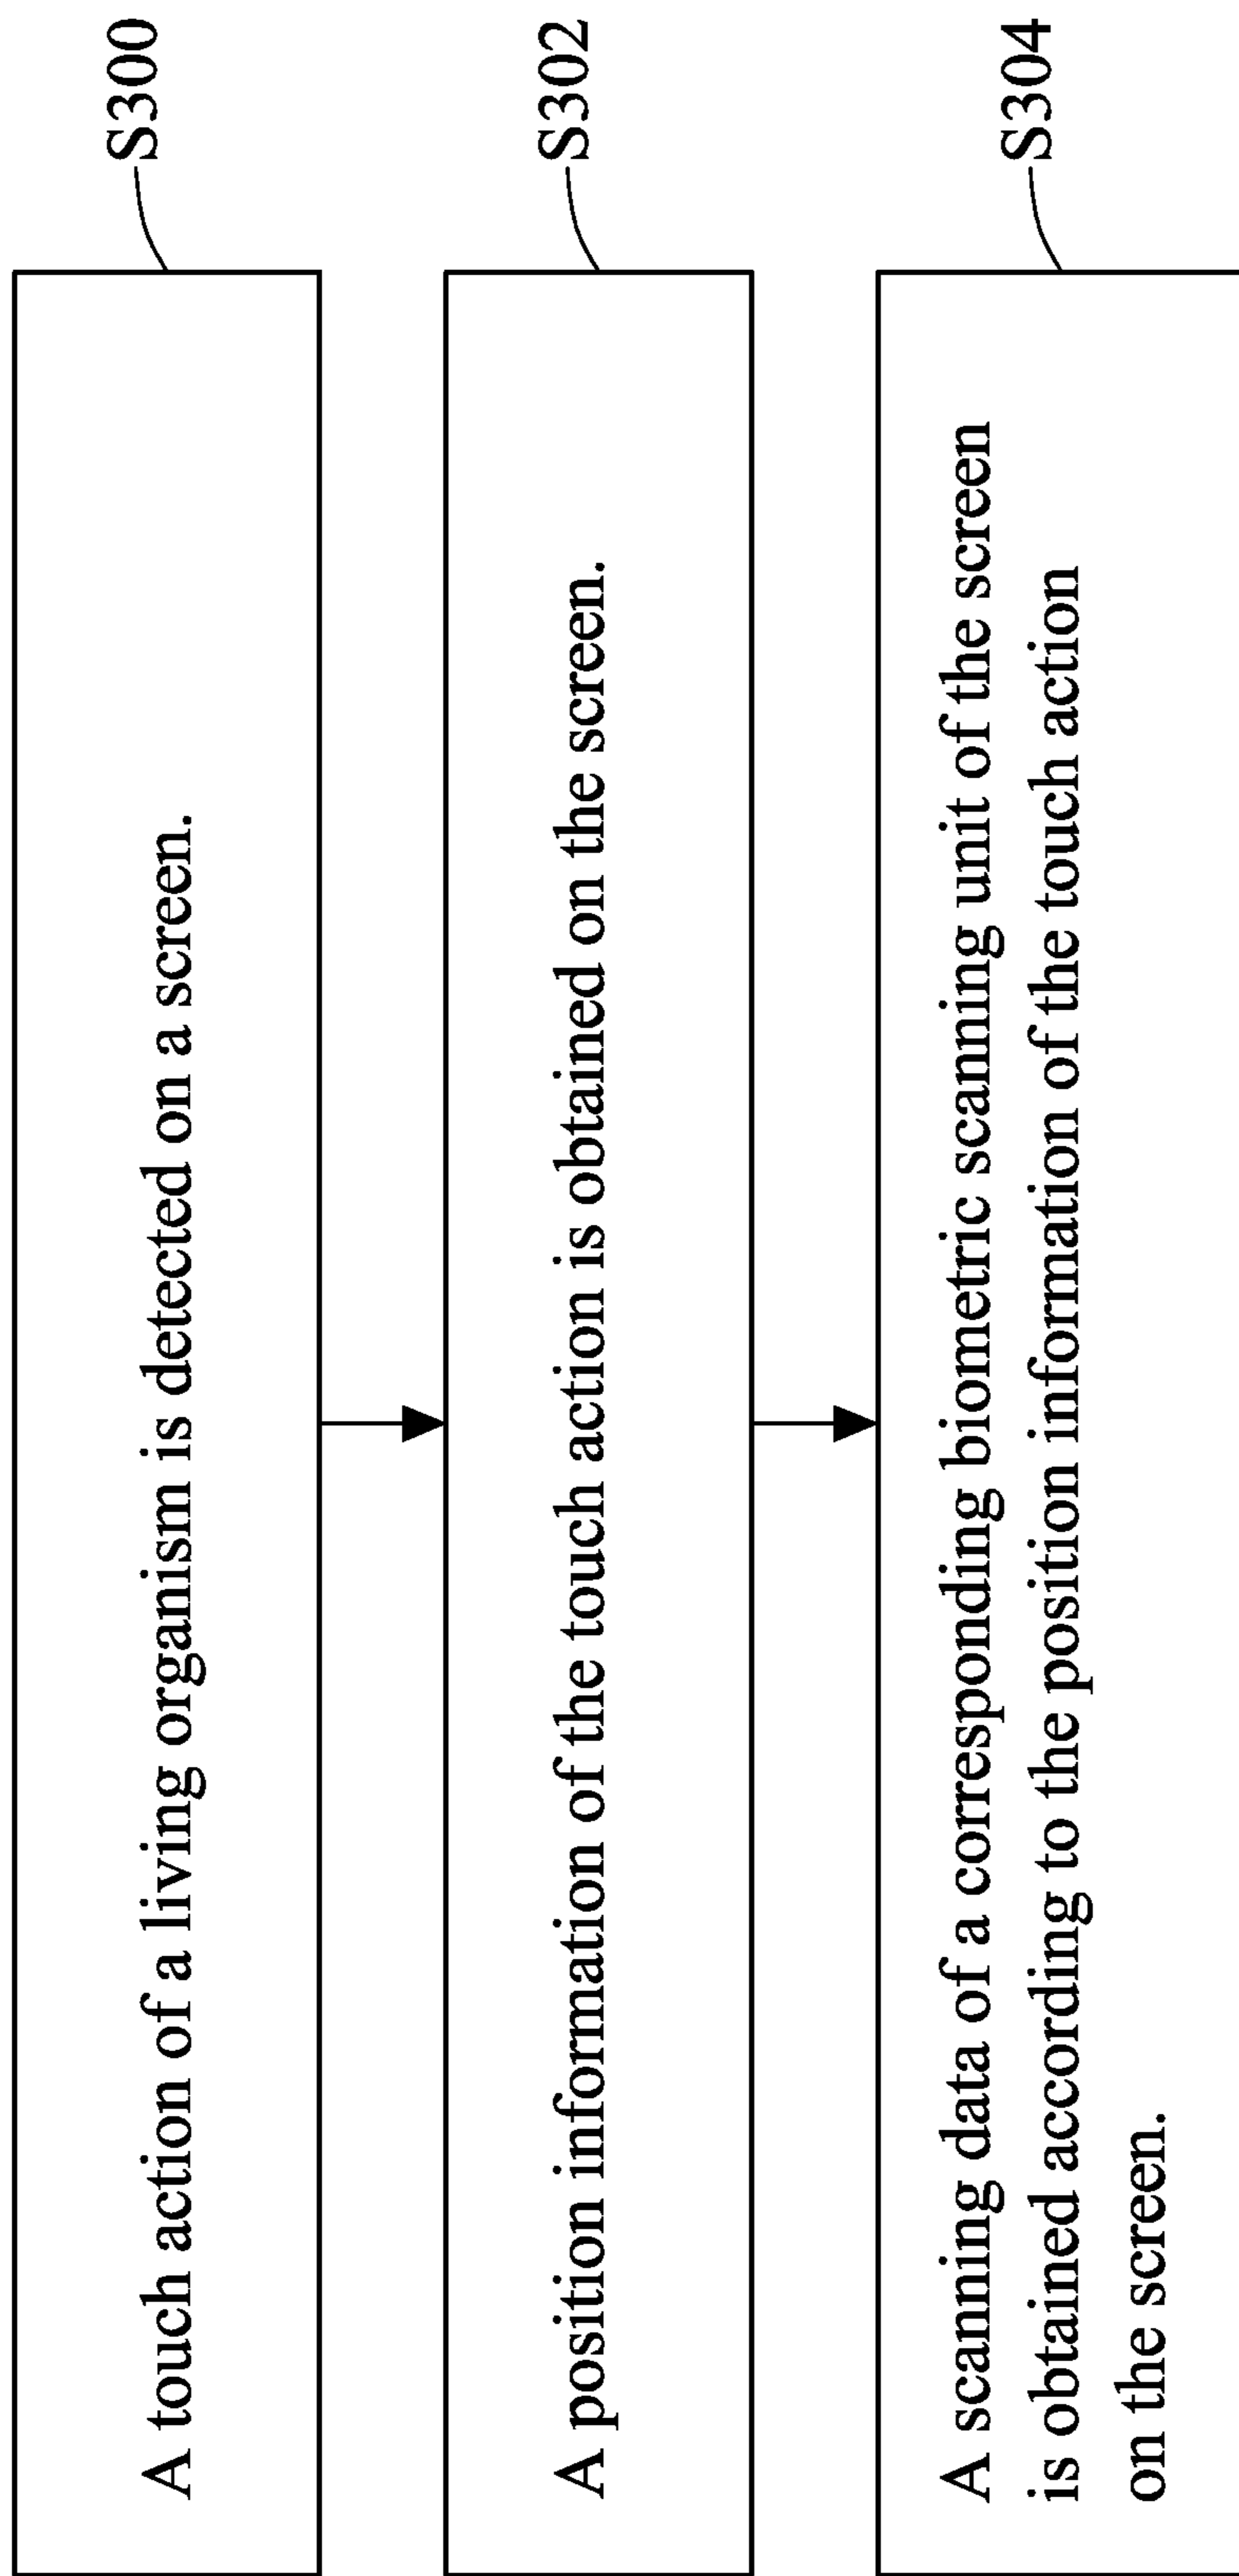 A touch action of a living organism is detected on a screen.
S300
A position information of the touch action is obtained on the screen.
S302
A scanning data of a corresponding biometric scanning unit of the screen
is obtained according to the position information of the touch action
on the screen.
S304